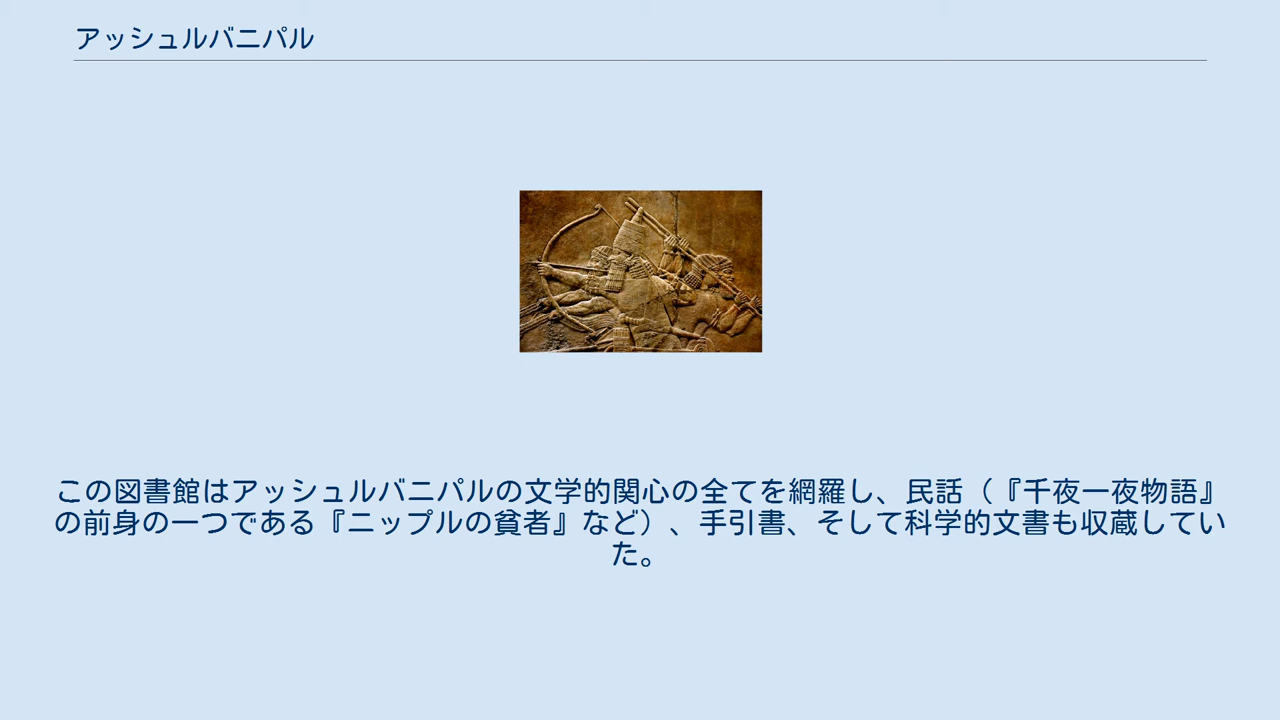 アッシュルバニパル
この図書館はアッシュルバニパルの文学的関心の全てを網羅し、民話（『千夜一夜物語』
の前身の一つである『ニップルの貧者』など）、手引書、そして科学的文書も収蔵してい
た。